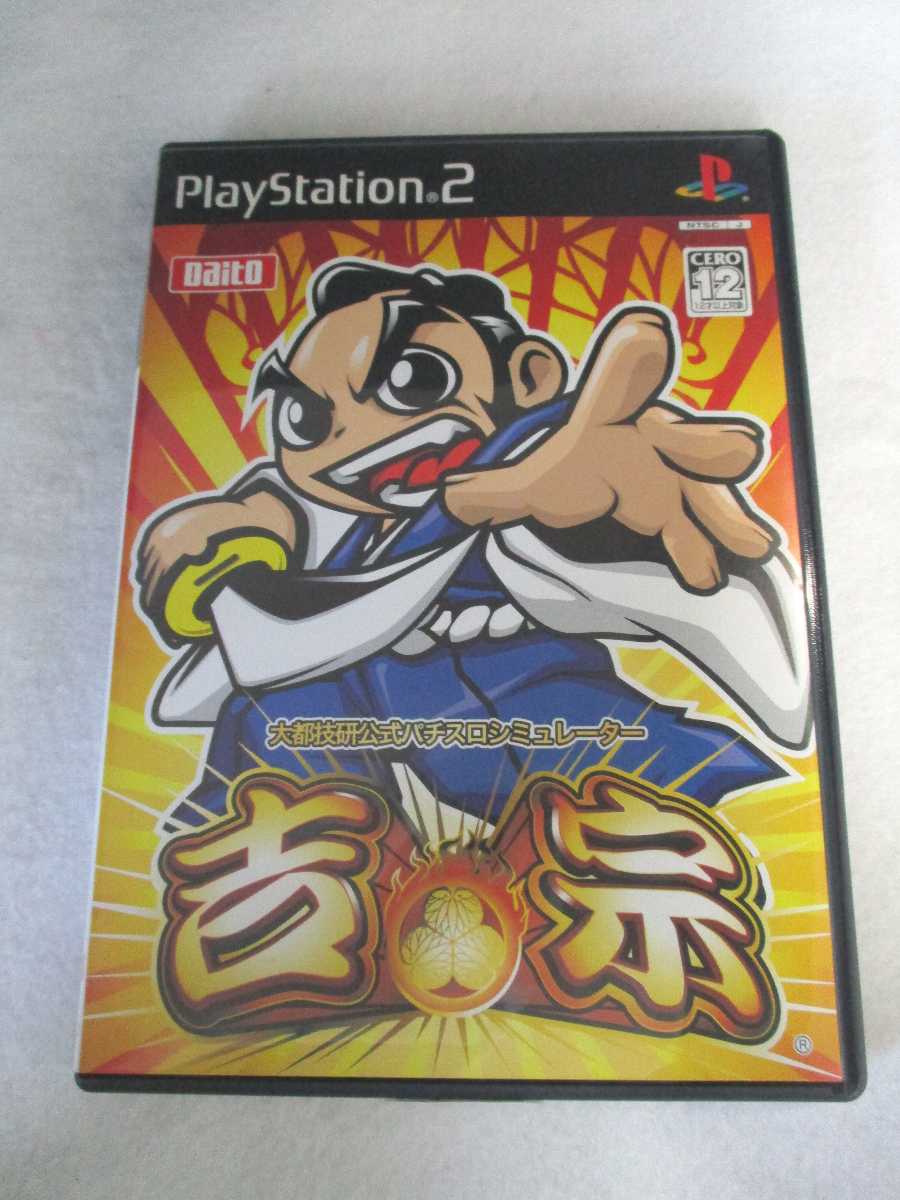 PlayStation®2
NTSC J
Daito
CERO
12
12才以上対象
大都技研公式パチスロシミュレーター
吉宗
®